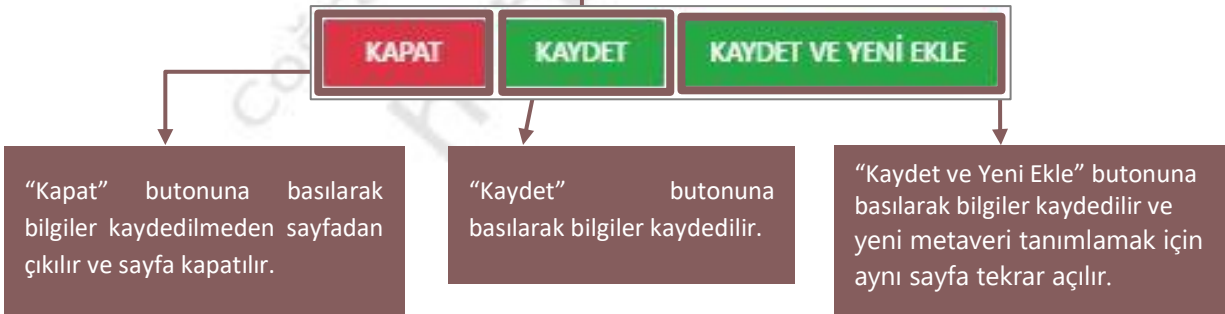 KAPAT
KAYDET
KAYDET VE YENİ EKLE
“Kapat” butonuna basılarak
bilgiler kaydedilmeden sayfadan
çıkılır ve sayfa kapatılır.
“Kaydet” butonuna
basılarak bilgiler kaydedilir.
“Kaydet ve Yeni Ekle” butonuna
basılarak bilgiler kaydedilir ve
yeni metaveri tanımlamak için
aynı sayfa tekrar açılır.